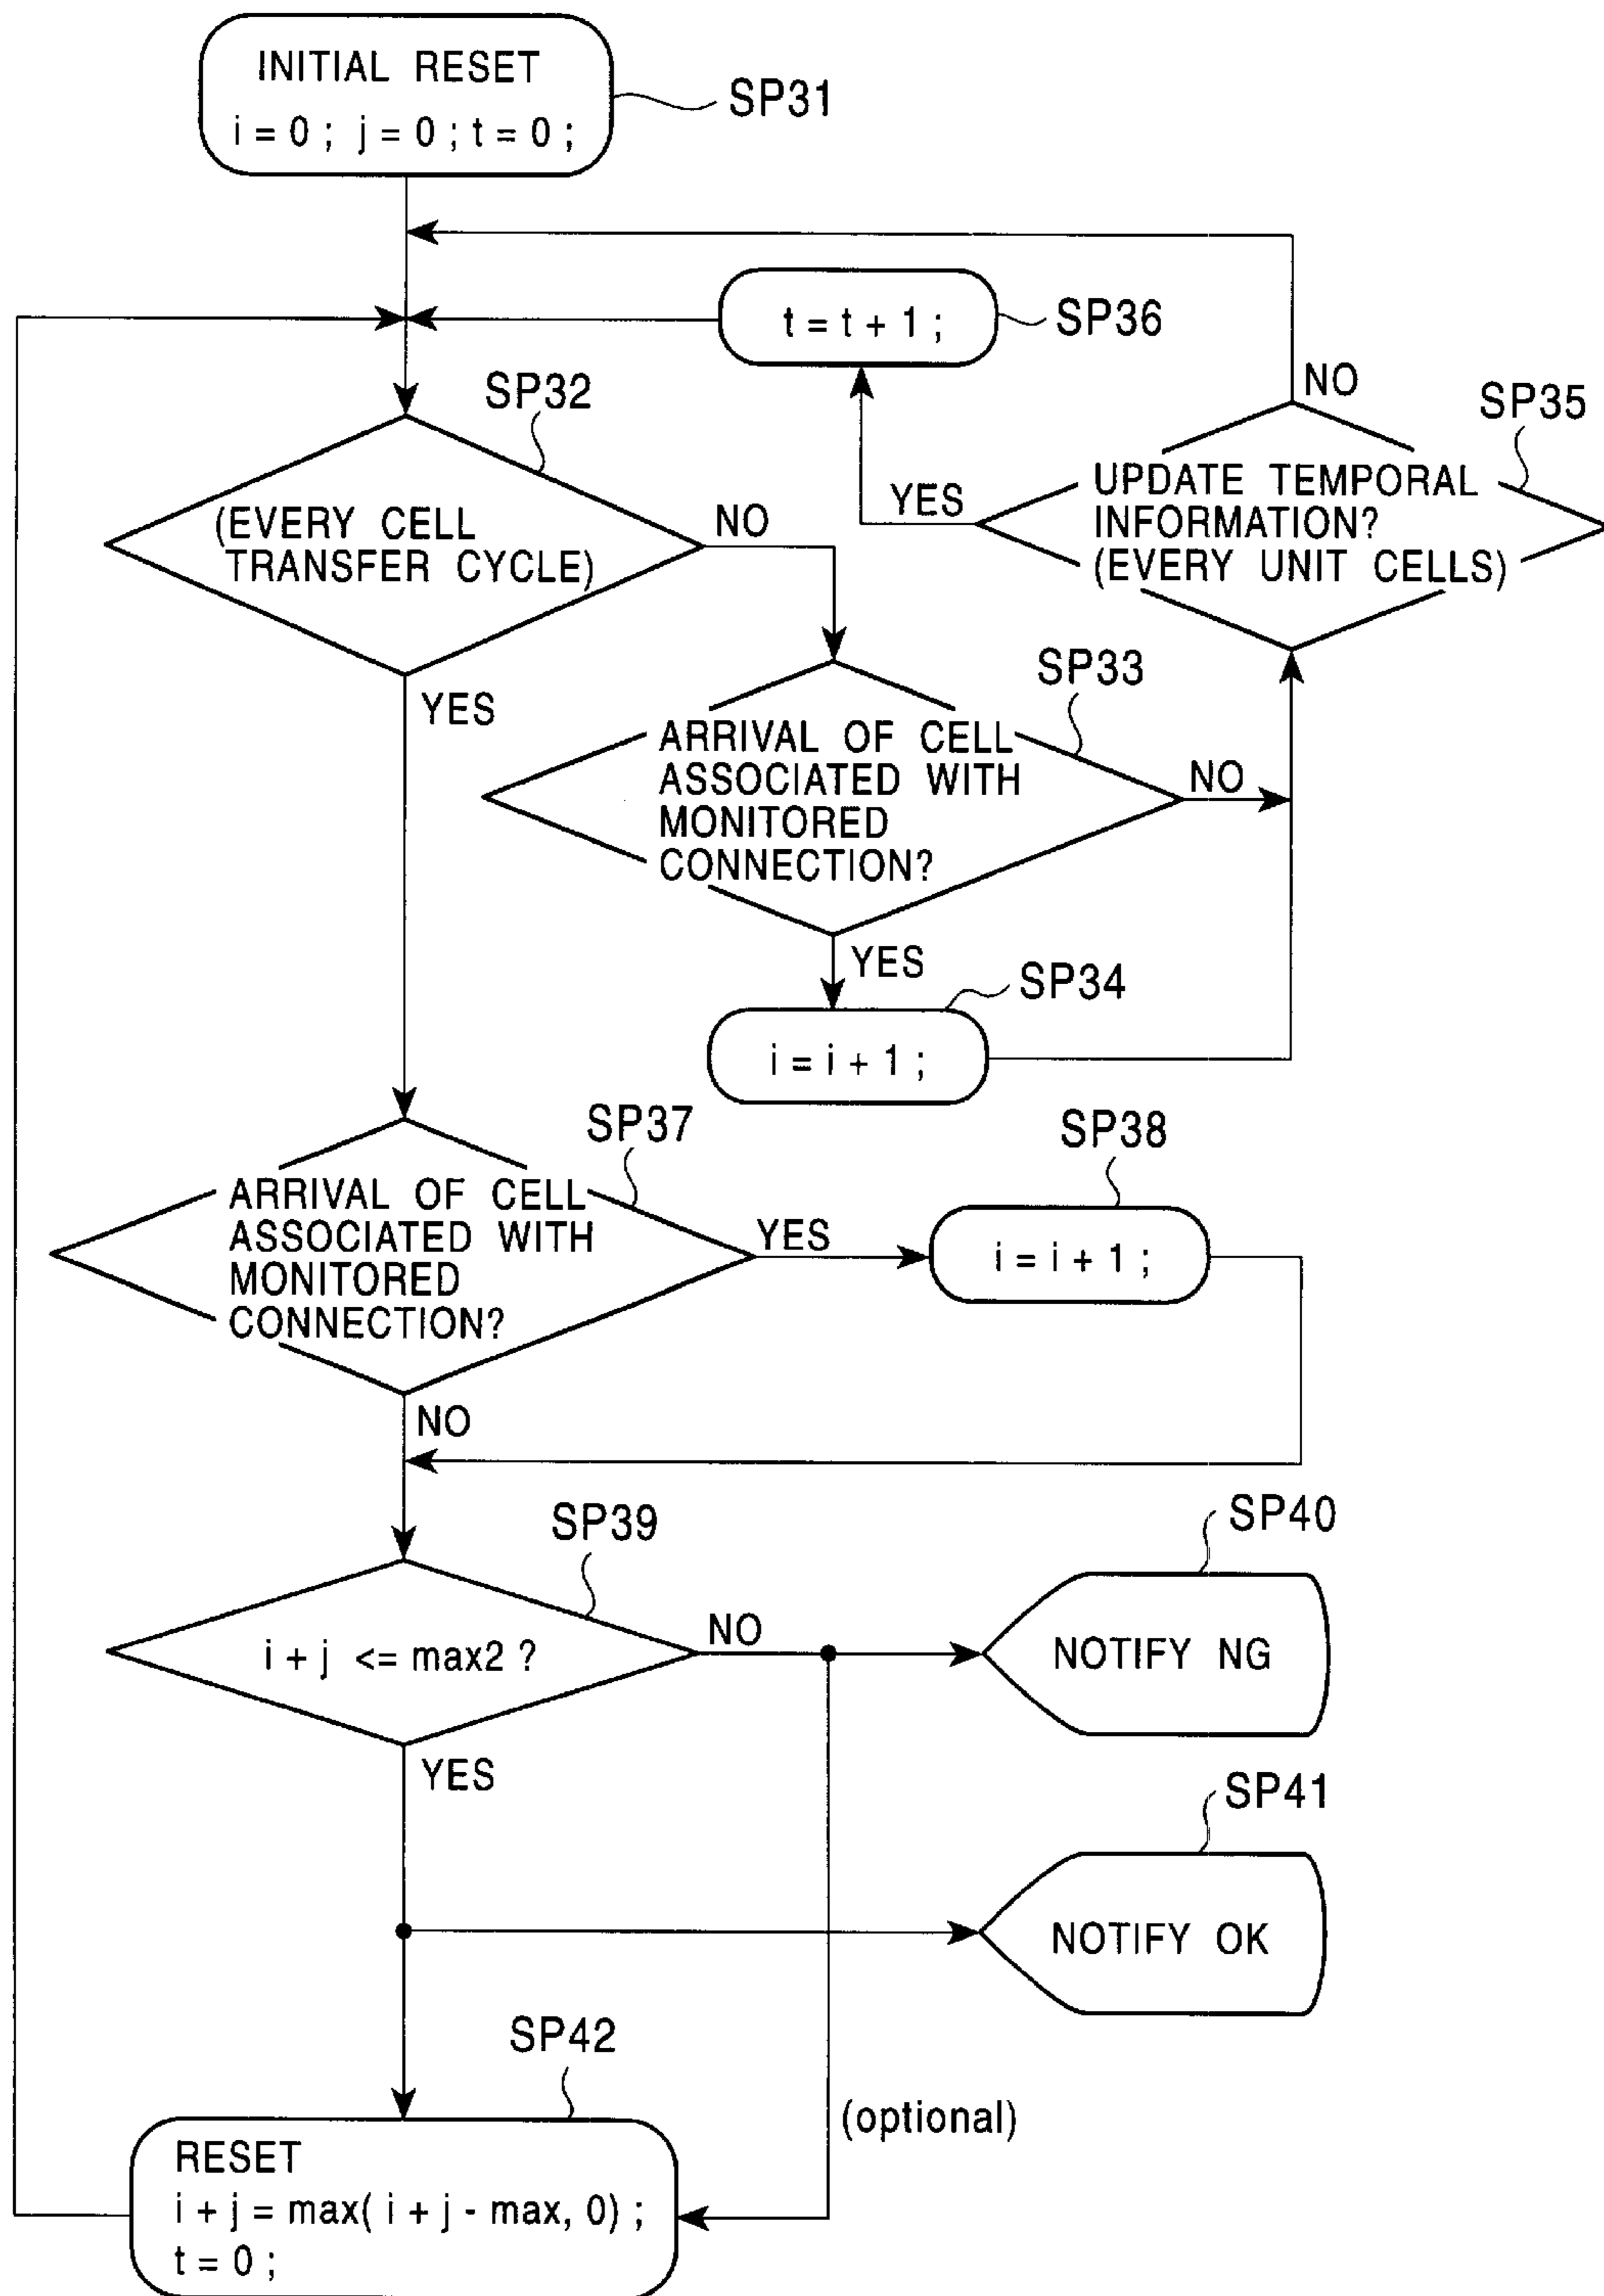 INITIAL RESET
i = 0 ; j = 0 ; t = 0 ;
SP31
t = t + 1 ;
SP36
SP32
(EVERY CELL
TRANSFER CYCLE)
NO
YES
NO
SP35
UPDATE TEMPORAL
INFORMATION?
(EVERY UNIT CELLS)
YES
SP33
ARRIVAL OF CELL
ASSOCIATED WITH
MONITORED
CONNECTION?
NO
YES
SP34
i = i + 1 ;
SP37
ARRIVAL OF CELL
ASSOCIATED WITH
MONITORED
CONNECTION?
YES
SP38
i = i + 1 ;
NO
SP39
i + j <= max2 ?
NO
SP40
NOTIFY NG
YES
SP41
NOTIFY OK
SP42
(optional)
RESET
i + j = max( i + j - max, 0) ;
t = 0 ;